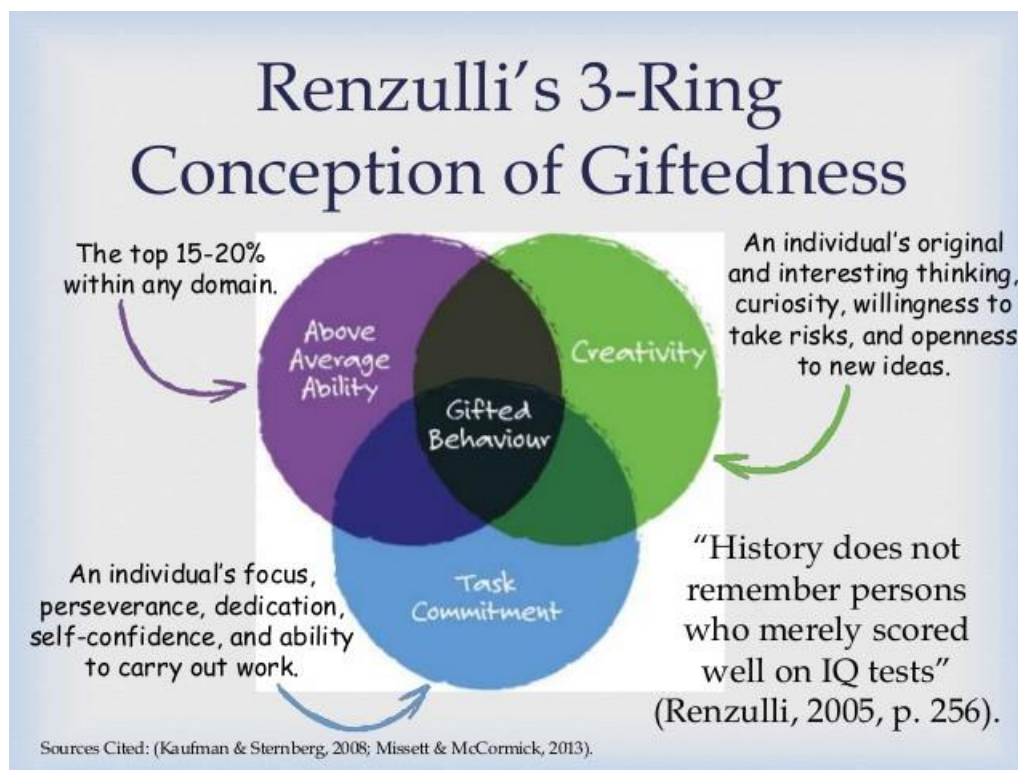 Renzulli’s 3-Ring
Conception of Giftedness
The top 15-20%
within any domain.
An individual's original
and interesting thinking,
curiosity, willingness to
take risks, and openness
to new ideas.
Above
Average
Ability
Creativity
Gifted
Behaviour
Task
Commitment
An individual's focus,
perseverance, dedication,
self-confidence, and ability
to carry out work.
“History does not
remember persons
who merely scored
well on IQ tests”
(Renzulli, 2005, p. 256).
Sources Cited: (Kaufman & Sternberg, 2008; Missett & McCormick, 2013).